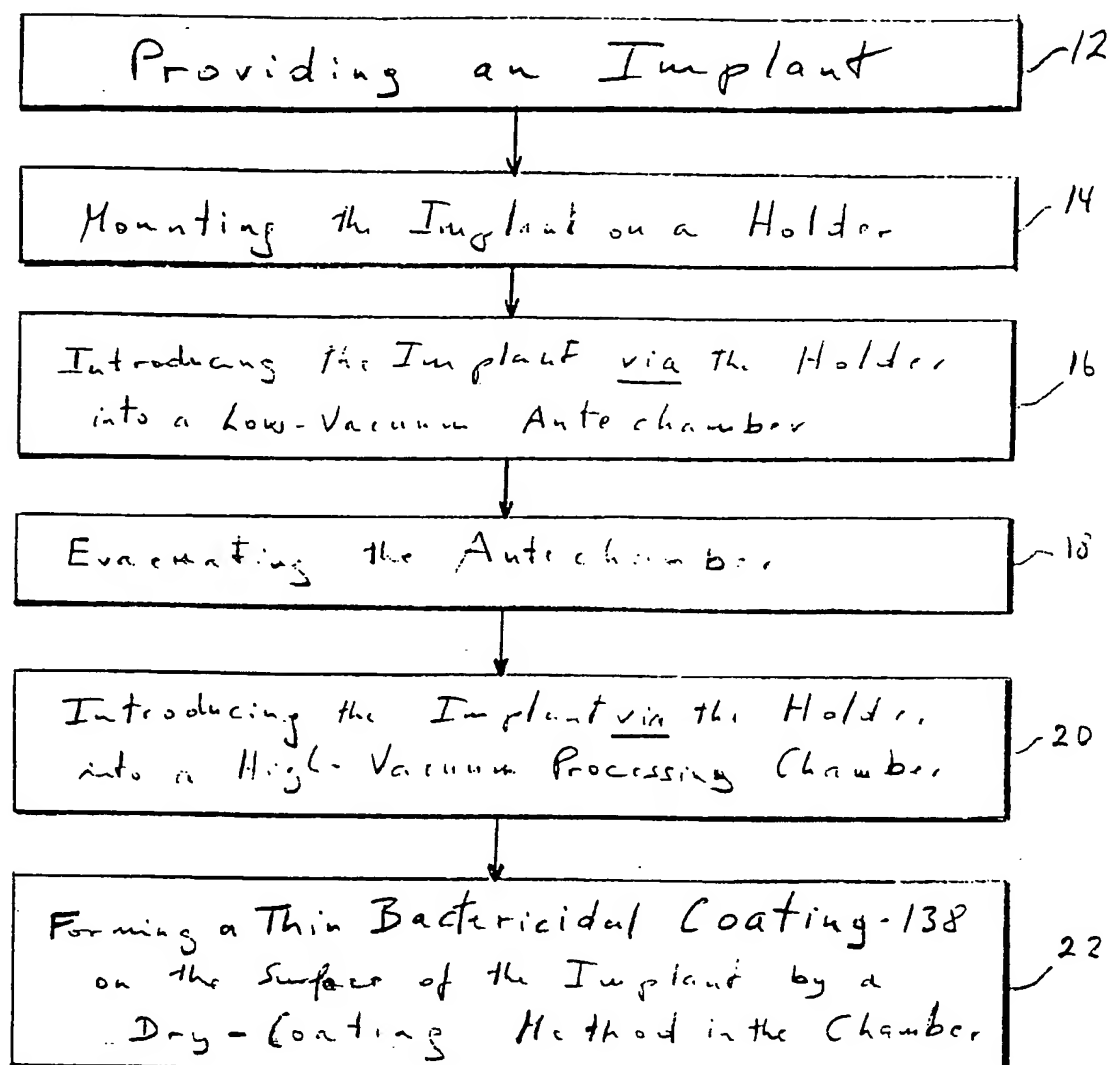 Providing an Implant
12
Mounting the Implant on a Holder
14
Introducing the Implant via the Holder
into a Low-Vacuum Antechamber
16
Evacuating the Antechamber
18
Introducing the Implant via the Holder
into a High-Vacuum Processing Chamber
20
Forming a Thin Bactericidal Coating-138
on the Surface of the Implant by a
Dry-Coating Method in the Chamber
22